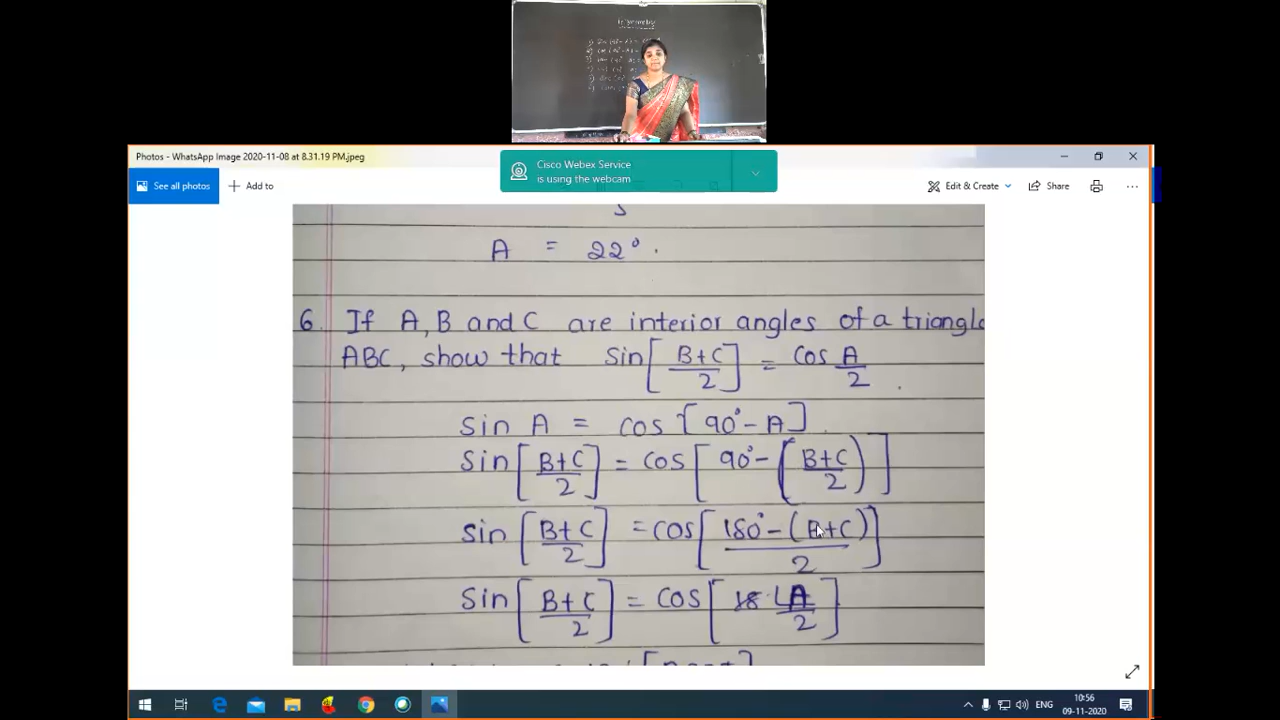 Trigonometry
Photos - WhatsApp Image 2020-11-08 at 8.31.19 PM.jpeg
Cisco Webex Service
is using the webcam
See all photos
Add to
Edit & Create
Share
A = 22°.
6. If A, B and C are interior angles of a triangle
ABC, show that sin[B+C/2] = cos A/2.
sin A = cos [90° - A]
sin [B+C/2] = cos [90° - (B+C/2)]
sin [B+C/2] = cos [180° - (B+C)/2]
sin [B+C/2] = cos [A/2]
ENG
10:56
09-11-2020